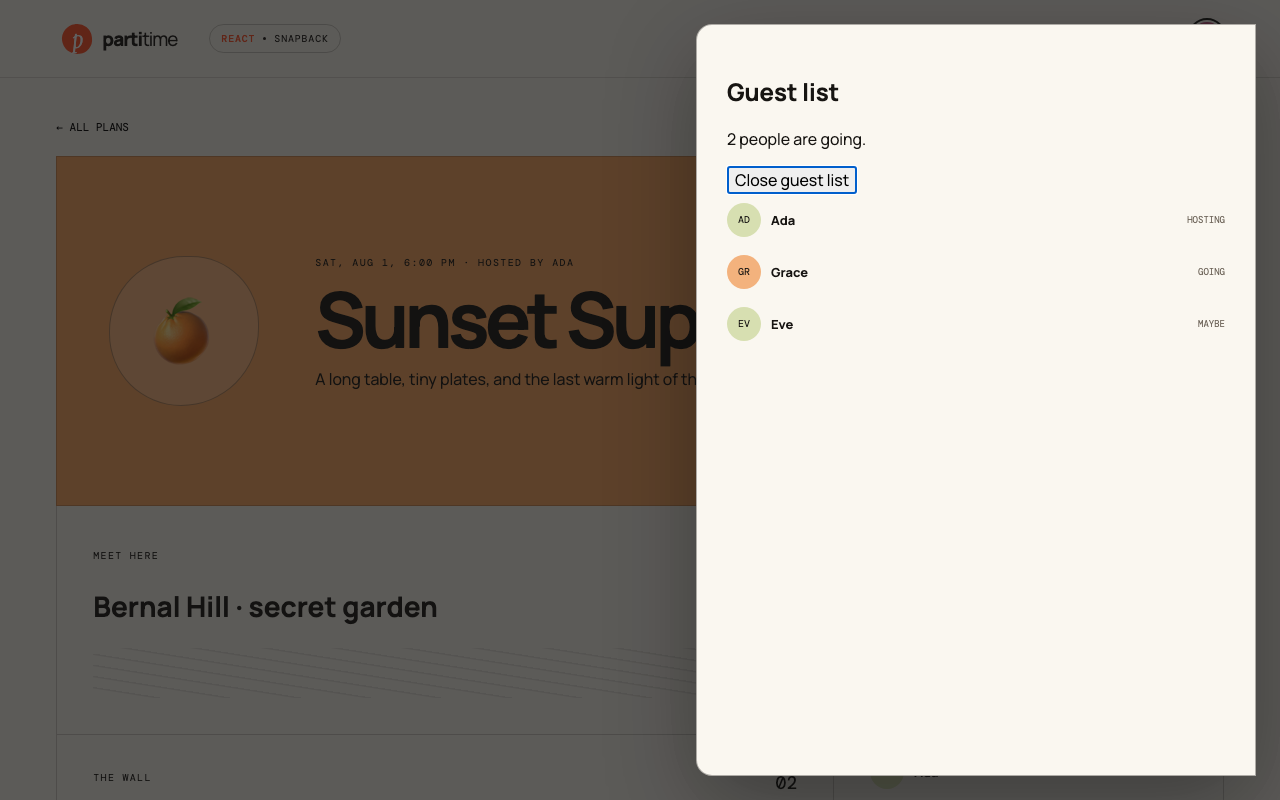 partitime
REACT • SNAPBACK
← ALL PLANS
SAT, AUG 1, 6:00 PM · HOSTED BY ADA
Sunset Sup
A long table, tiny plates, and the last warm light of th
MEET HERE
Bernal Hill · secret garden
THE WALL
02
Guest list
2 people are going.
Close guest list
AD Ada HOSTING
GR Grace GOING
EV Eve MAYBE